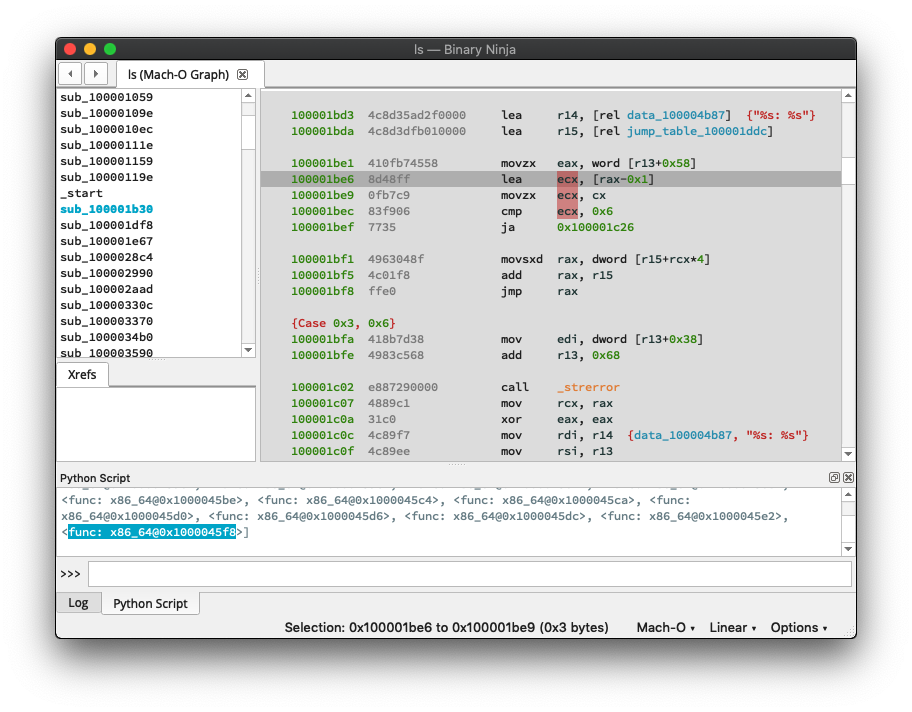 ls — Binary Ninja
ls (Mach-O Graph)
sub_100001059
sub_10000109e
sub_1000010ec
sub_10000111e
sub_100001159
sub_10000119e
_start
sub_100001b30
sub_100001df8
sub_100001e67
sub_1000028c4
sub_100002990
sub_100002aad
sub_10000330c
sub_100003370
sub_1000034b0
sub_100003590
Xrefs
100001bd3 4c8d35ad2f0000 lea r14, [rel data_100004b87] {"%s: %s"}
100001bda 4c8d3dfb010000 lea r15, [rel jump_table_100001ddc]
100001be1 410fb74558 movzx eax, word [r13+0x58]
100001be6 8d48ff lea ecx, [rax-0x1]
100001be9 0fb7c9 movzx ecx, cx
100001bec 83f906 cmp ecx, 0x6
100001bef 7735 ja 0x100001c26
100001bf1 4963048f movsxd rax, dword [r15+rcx*4]
100001bf5 4c01f8 add rax, r15
100001bf8 ffe0 jmp rax
{Case 0x3, 0x6}
100001bfa 418b7d38 mov edi, dword [r13+0x38]
100001bfe 4983c568 add r13, 0x68
100001c02 e887290000 call _strerror
100001c07 4889c1 mov rcx, rax
100001c0a 31c0 xor eax, eax
100001c0c 4c89f7 mov rdi, r14 {data_100004b87, "%s: %s"}
100001c0f 4c89ee mov rsi, r13
Python Script
<func: x86_64@0x1000045be>, <func: x86_64@0x1000045c4>, <func: x86_64@0x1000045ca>, <func:
x86_64@0x1000045d0>, <func: x86_64@0x1000045d6>, <func: x86_64@0x1000045dc>, <func: x86_64@0x1000045e2>,
<func: x86_64@0x1000045f8>]
>>>
Log Python Script
Selection: 0x100001be6 to 0x100001be9 (0x3 bytes) Mach-O Linear Options